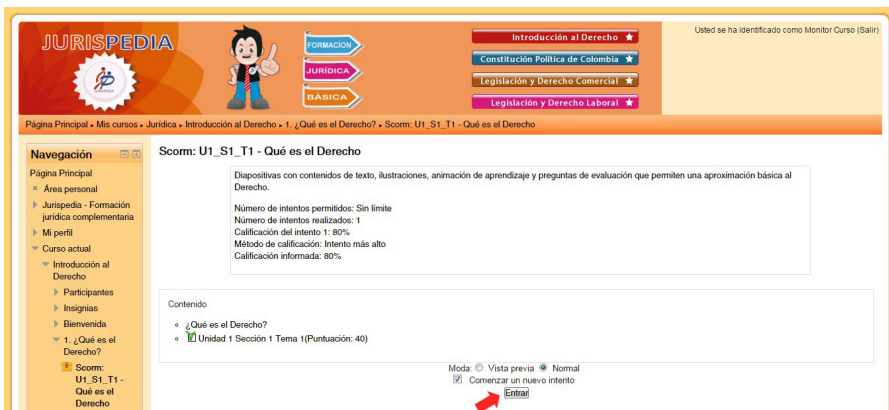 JURISPEDIA
FORMACION
JURÍDICA
BÁSICA
Introducción al Derecho
Constitución Política de Colombia
Legislación y Derecho Comercial
Legislación y Derecho Laboral
Usted se ha identificado como Monitor Curso (Salir)
Página Principal ▸ Mis cursos ▸ Jurídica ▸ Introducción al Derecho ▸ 1. ¿Qué es el Derecho? ▸ Scorm: U1_S1_T1 - Qué es el Derecho
Navegación
Página Principal
Área personal
Jurispedia - Formación
jurídica complementaria
Mi perfil
Curso actual
Introducción al
Derecho
Participantes
Insignias
Bienvenida
1. ¿Qué es el
Derecho?
Scorm:
U1_S1_T1 -
Qué es el
Derecho
Scorm: U1_S1_T1 - Qué es el Derecho
Diapositivas con contenidos de texto, ilustraciones, animación de aprendizaje y preguntas de evaluación que permiten una aproximación básica al
Derecho.
Número de intentos permitidos: Sin límite
Número de intentos realizados: 1
Calificación del intento 1: 80%
Método de calificación: Intento más alto
Calificación informada: 80%
Contenido
¿Qué es el Derecho?
Unidad 1 Sección 1 Tema 1(Puntuación: 40)
Moda: Vista previa Normal
Comenzar un nuevo intento
Entrar